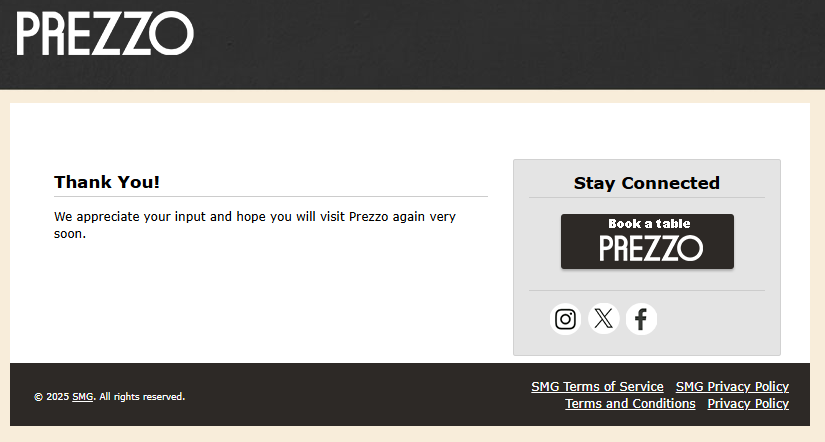 PREZZO
Thank You!
We appreciate your input and hope you will visit Prezzo again very
soon.
Stay Connected
Book a table
PREZZO
© 2025 SMG. All rights reserved.
SMG Terms of Service SMG Privacy Policy
Terms and Conditions Privacy Policy